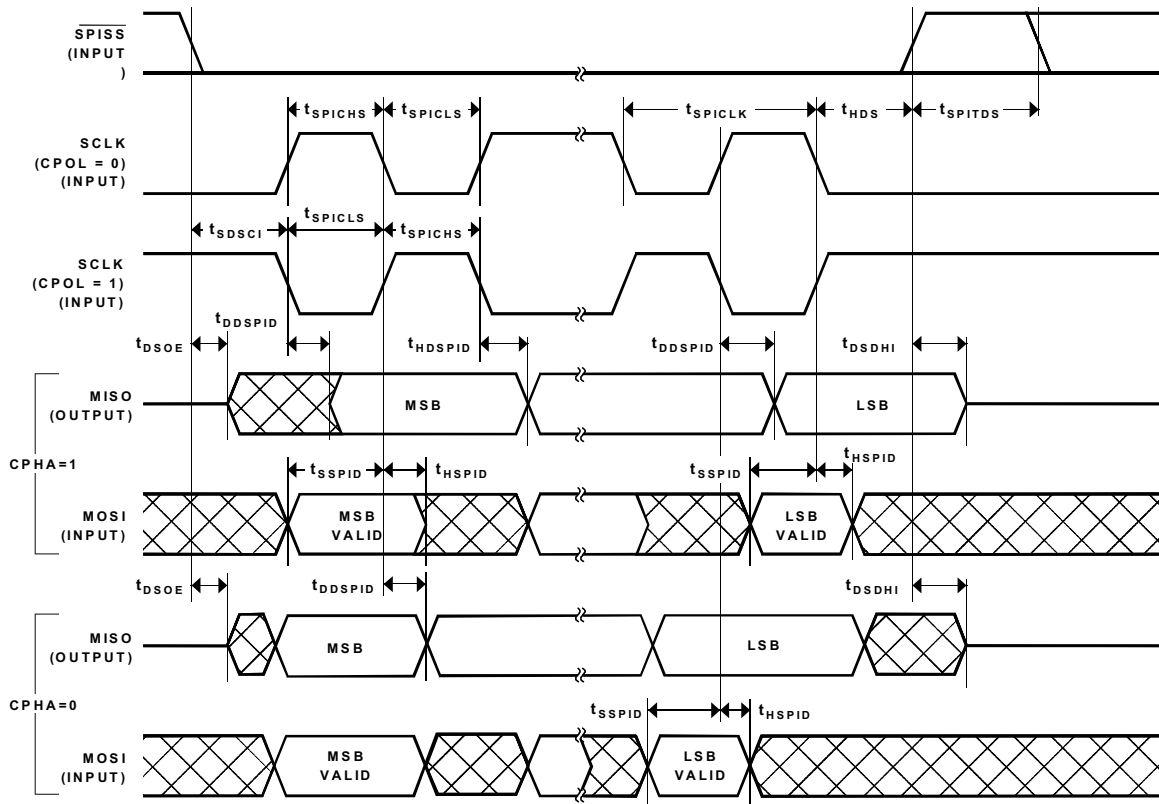 SPISS
(INPUT
)
tSPICHS tSPICLS tSPICLK tHDS tSPITDS
SCLK
(CPOL = 0)
(INPUT)
tSDSCI tSPICLS tSPICHS
SCLK
(CPOL = 1)
(INPUT)
tDSOE tDDSPID tHDSPID tDDSPID tDSDHI
MISO
(OUTPUT)
MSB LSB
CPHA=1
tSSPID tHSPID tSSPID tHSPID
MOSI
(INPUT)
MSB
VALID
LSB
VALID
tDSOE tDDSPID tDSDHI
MISO
(OUTPUT)
MSB LSB
CPHA=0
tSSPID tHSPID
MOSI
(INPUT)
MSB
VALID
LSB
VALID